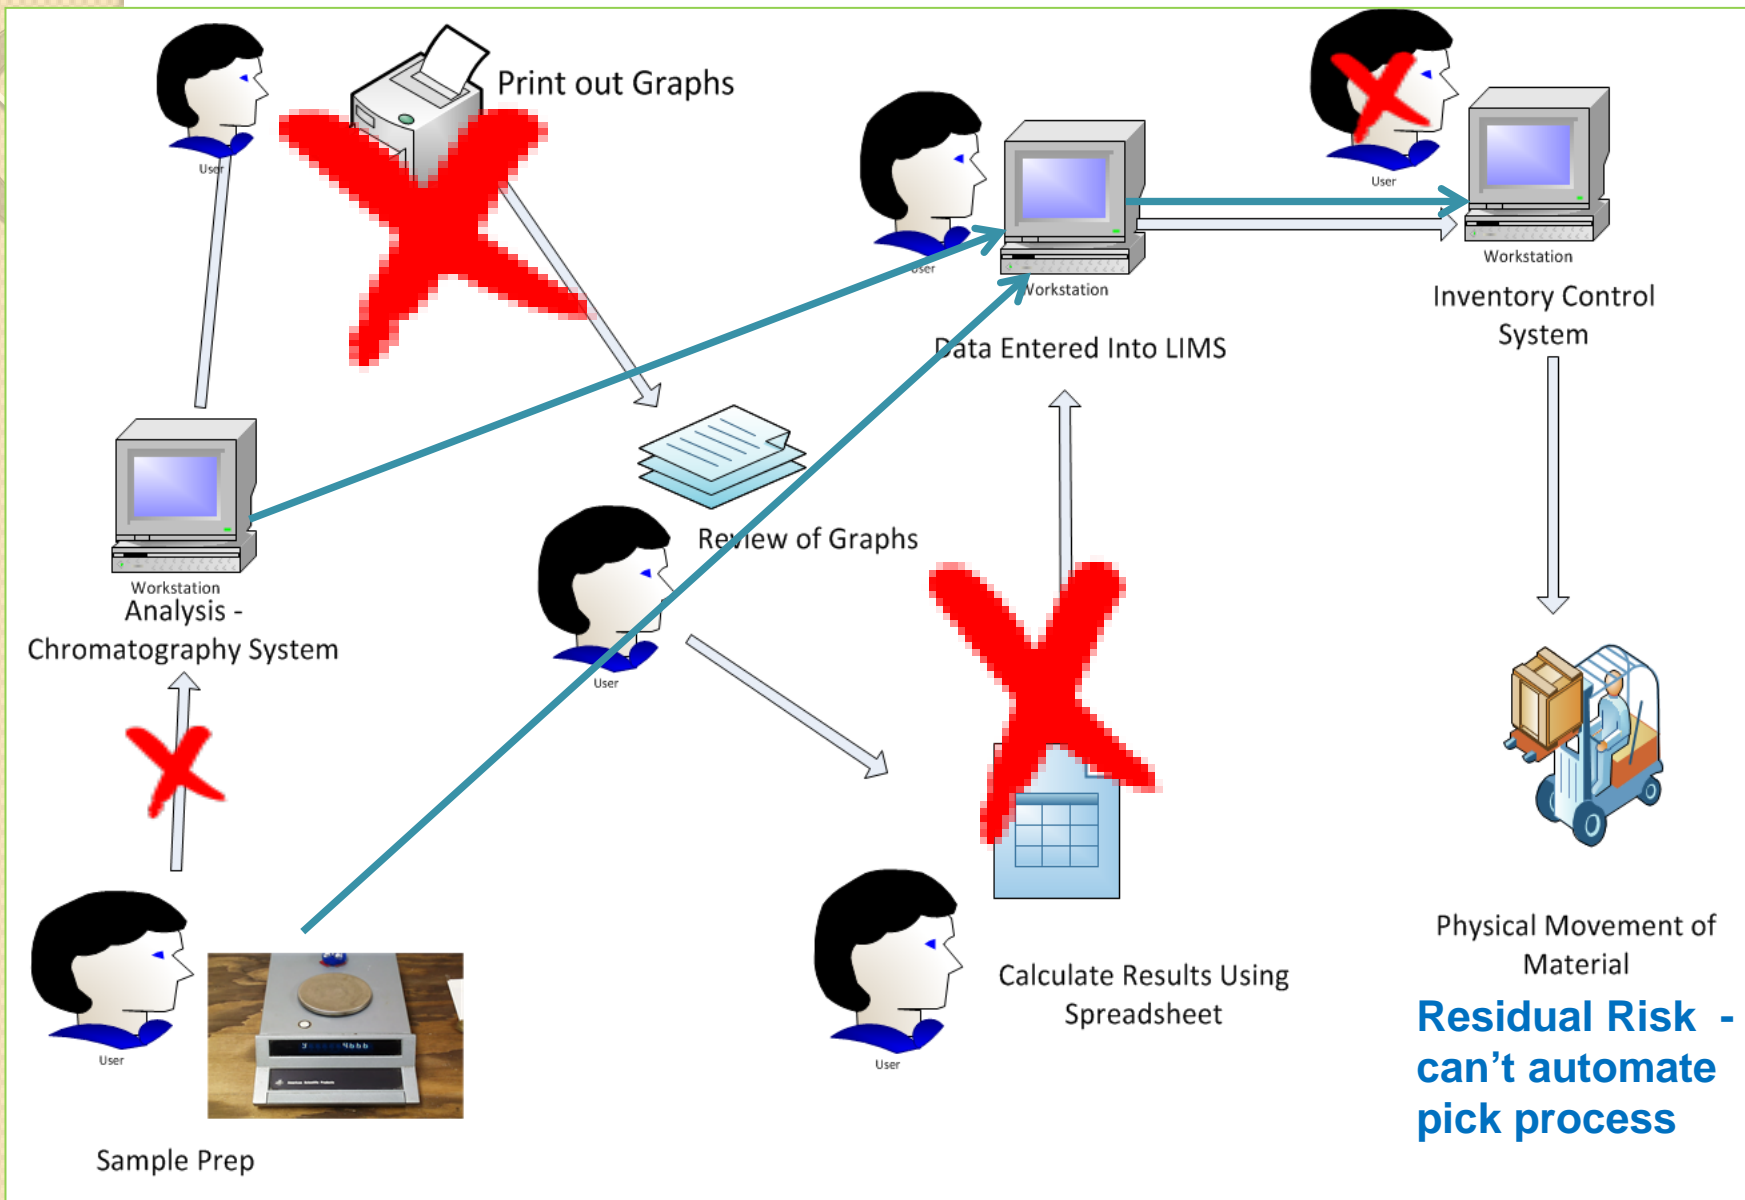 User
Print out Graphs
User
Workstation
Data Entered Into LIMS
User
Workstation
Inventory Control
System
Workstation
Analysis -
Chromatography System
Review of Graphs
User
User
Sample Prep
User
Calculate Results Using
Spreadsheet
Physical Movement of
Material
Residual Risk -
can’t automate
pick process